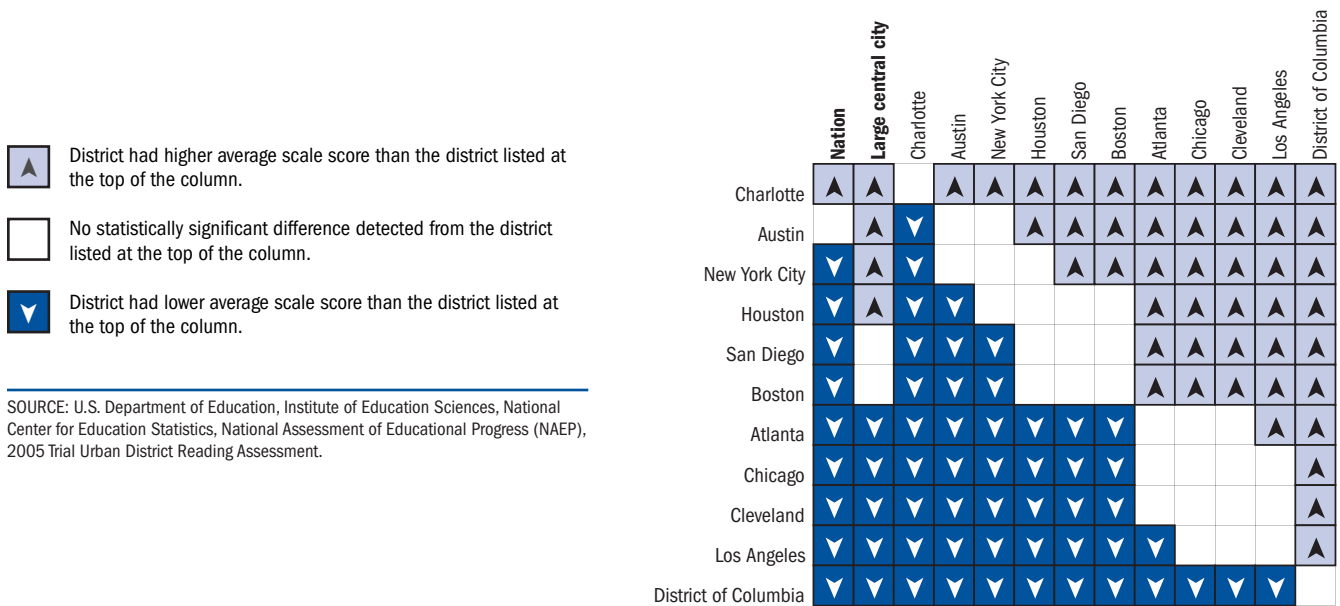 District had higher average scale score than the district listed at
the top of the column.
No statistically significant difference detected from the district
listed at the top of the column.
District had lower average scale score than the district listed at
the top of the column.
SOURCE: U.S. Department of Education, Institute of Education Sciences, National
Center for Education Statistics, National Assessment of Educational Progress (NAEP),
2005 Trial Urban District Reading Assessment.
Nation
Large central city
Charlotte
Austin
New York City
Houston
San Diego
Boston
Atlanta
Chicago
Cleveland
Los Angeles
District of Columbia
Charlotte
Austin
New York City
Houston
San Diego
Boston
Atlanta
Chicago
Cleveland
Los Angeles
District of Columbia